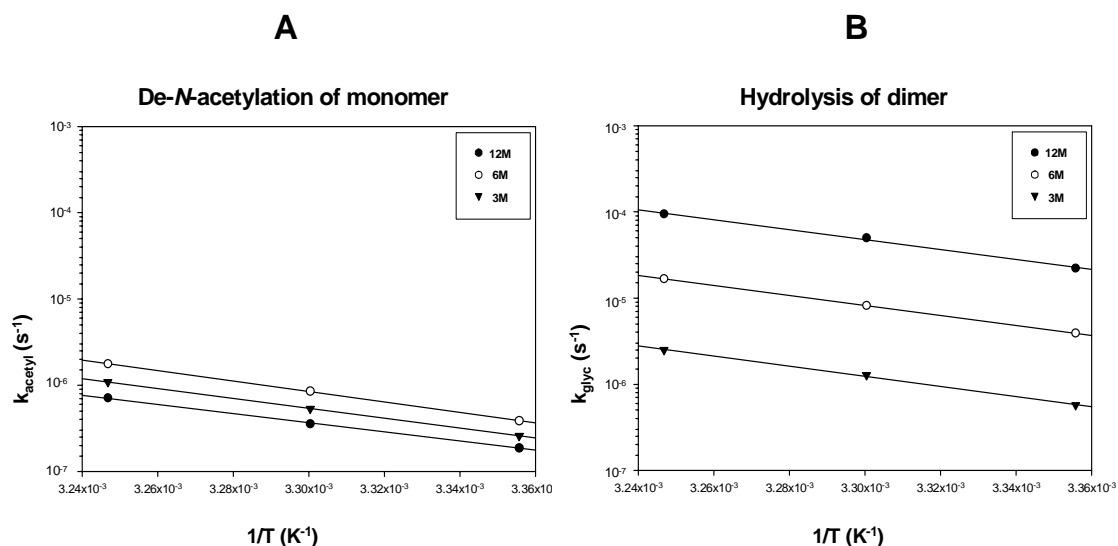 A
De-N-acetylation of monomer
10⁻³
10⁻⁴
10⁻⁵
10⁻⁶
10⁻⁷
k_acetyl (s⁻¹)
12M
6M
3M
3.24x10⁻³ 3.26x10⁻³ 3.28x10⁻³ 3.30x10⁻³ 3.32x10⁻³ 3.34x10⁻³ 3.36x10
1/T (K⁻¹)
B
Hydrolysis of dimer
10⁻³
10⁻⁴
10⁻⁵
10⁻⁶
10⁻⁷
k_glyc (s⁻¹)
12M
6M
3M
3.24x10⁻³ 3.26x10⁻³ 3.28x10⁻³ 3.30x10⁻³ 3.32x10⁻³ 3.34x10⁻³ 3.36x10⁻³
1/T (K⁻¹)